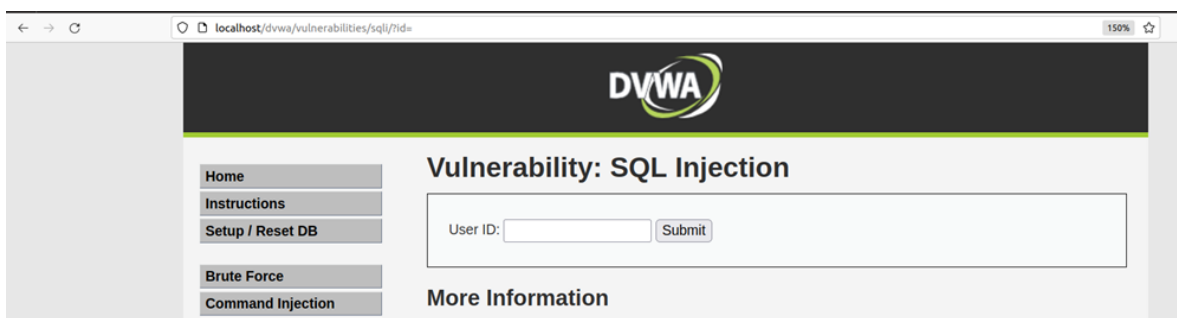 localhost/dvwa/vulnerabilities/sqli/?id=
150%
DVWA
Home
Instructions
Setup / Reset DB
Brute Force
Command Injection
Vulnerability: SQL Injection
User ID:
Submit
More Information